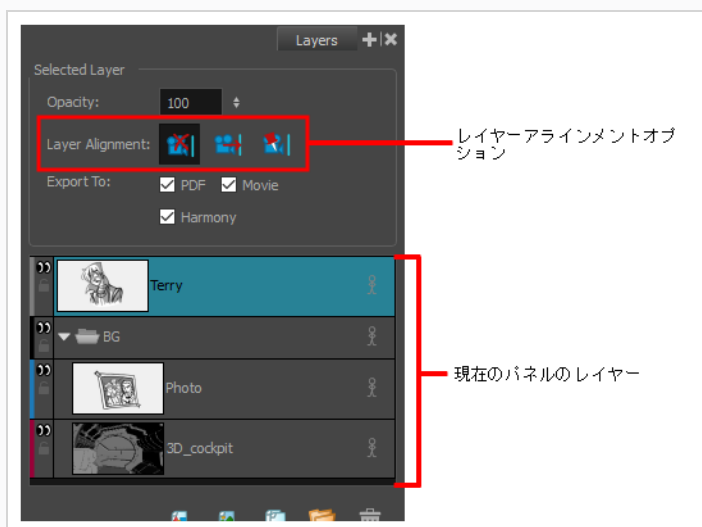 Layers
Selected Layer
Opacity: 100
Layer Alignment:
レイヤーアラインメントオプ
ション
Export To: PDF Movie
Harmony
Terry
BG
現在のパネルのレイヤー
Photo
3D_cockpit